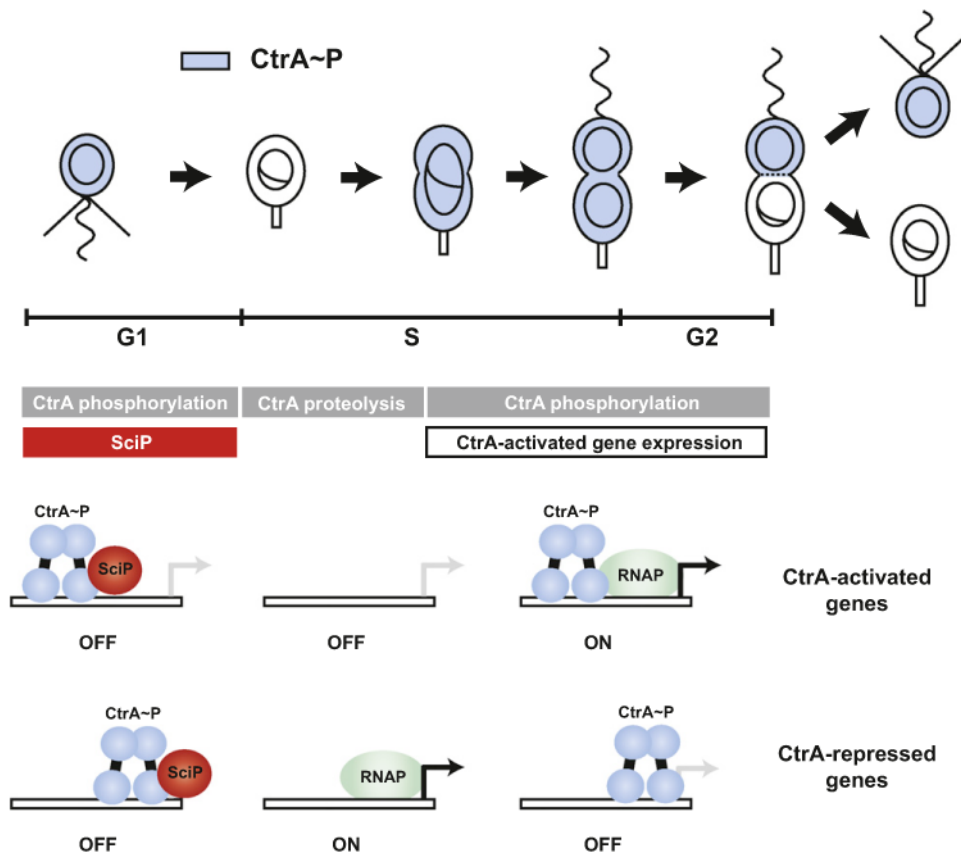 CtrA~P
G1
S
G2
CtrA phosphorylation
CtrA proteolysis
CtrA phosphorylation
SciP
CtrA-activated gene expression
CtrA~P
SciP
OFF
OFF
CtrA~P
RNAP
ON
CtrA-activated
genes
CtrA~P
SciP
OFF
RNAP
ON
CtrA~P
OFF
CtrA-repressed
genes